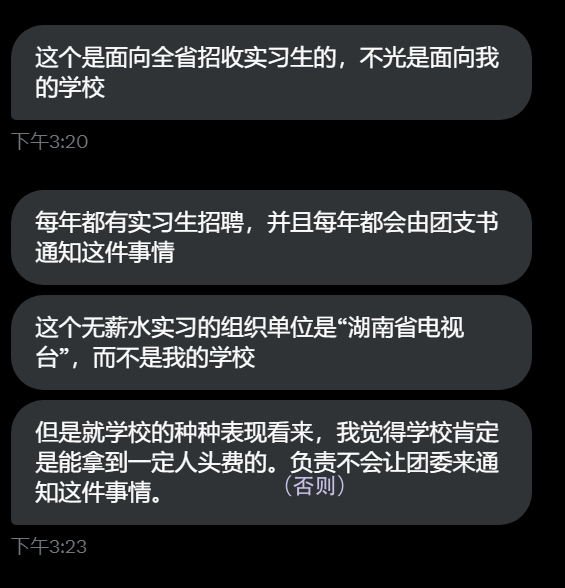 这个是面向全省招收实习生的，不光是面向我
的学校
下午3:20
每年都有实习生招聘，并且每年都会由团支书
通知这件事情
这个无薪水实习的组织单位是“湖南省电视
台”，而不是我的学校
但是就学校的种种表现看来，我觉得学校肯定
是能拿到一定人头费的。负责不会让团委来通
知这件事情。
（否则）
下午3:23